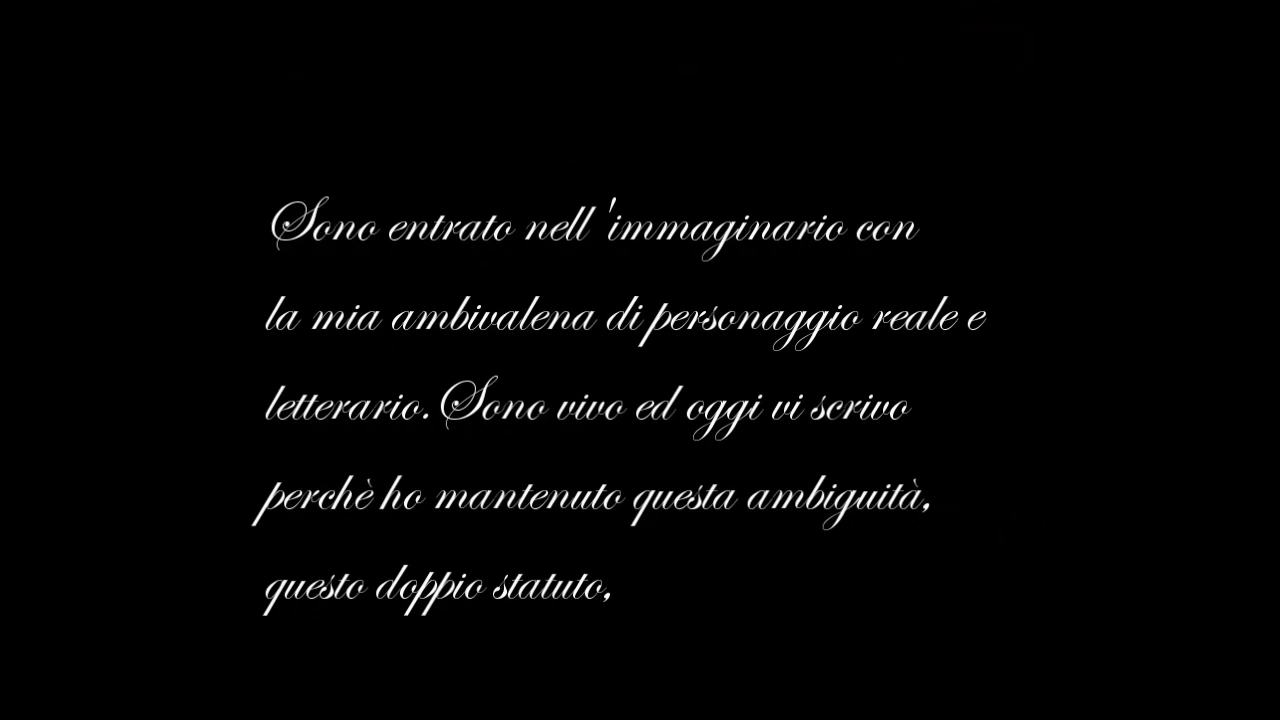 Sono entrato nell'immaginario con
la mia ambivalena di personaggio reale e
letterario. Sono vivo ed oggi vi scrivo
perchè ho mantenuto questa ambiguità,
questo doppio statuto,